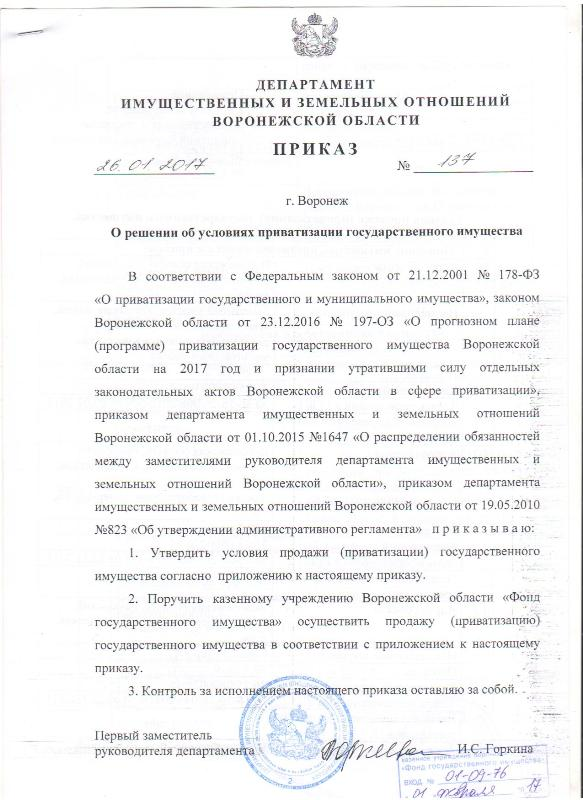 ДЕПАРТАМЕНТ
ИМУЩЕСТВЕННЫХ И ЗЕМЕЛЬНЫХ ОТНОШЕНИЙ
ВОРОНЕЖСКОЙ ОБЛАСТИ
ПРИКАЗ
26.01.2017 № 137
г. Воронеж
О решении об условиях приватизации государственного имущества
В соответствии с Федеральным законом от 21.12.2001 № 178-ФЗ
«О приватизации государственного и муниципального имущества», законом
Воронежской области от 23.12.2016 № 197-ОЗ «О прогнозном плане
(программе) приватизации государственного имущества Воронежской
области на 2017 год и признании утратившими силу отдельных
законодательных актов Воронежской области в сфере приватизации»,
приказом департамента имущественных и земельных отношений
Воронежской области от 01.10.2015 №1647 «О распределении обязанностей
между заместителями руководителя департамента имущественных и
земельных отношений Воронежской области», приказом департамента
имущественных и земельных отношений Воронежской области от 19.05.2010
№823 «Об утверждении административного регламента» п р и к а з ы в а ю:
1. Утвердить условия продажи (приватизации) государственного
имущества согласно приложению к настоящему приказу.
2. Поручить казенному учреждению Воронежской области «Фонд
государственного имущества» осуществить продажу (приватизацию)
государственного имущества в соответствии с приложением к настоящему
приказу.
3. Контроль за исполнением настоящего приказа оставляю за собой.
Первый заместитель
руководителя департамента И.С. Горкина
«Фонд государственного имущества»
ВХОД № 01-09-76
01 февраля 17